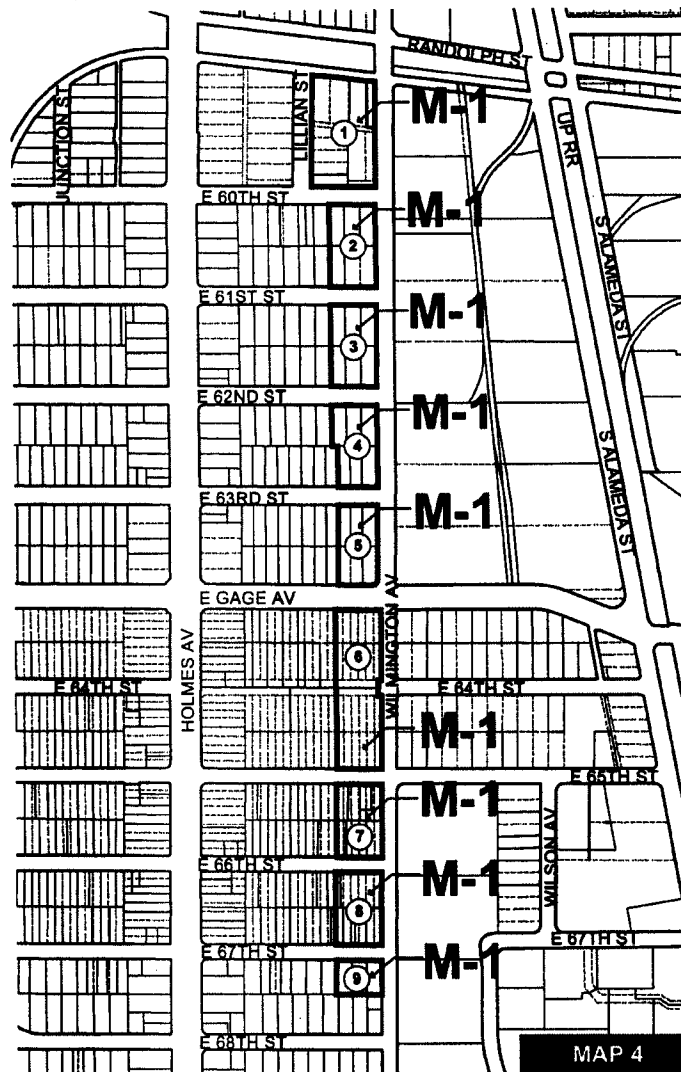 RANDOLPH ST
JUNCTION ST
LILLIAN ST
1
M-1
UP RR
E 60TH ST
2
M-1
S ALAMEDA ST
E 61ST ST
3
M-1
E 62ND ST
4
M-1
S ALAMEDA ST
E 63RD ST
5
M-1
E GAGE AV
WILMINGTON AV
HOLMES AV
6
E 64TH ST
E 64TH ST
M-1
E 65TH ST
7
M-1
WILSON AV
E 66TH ST
8
M-1
E 67TH ST
E 67TH ST
9
M-1
E 68TH ST
MAP 4